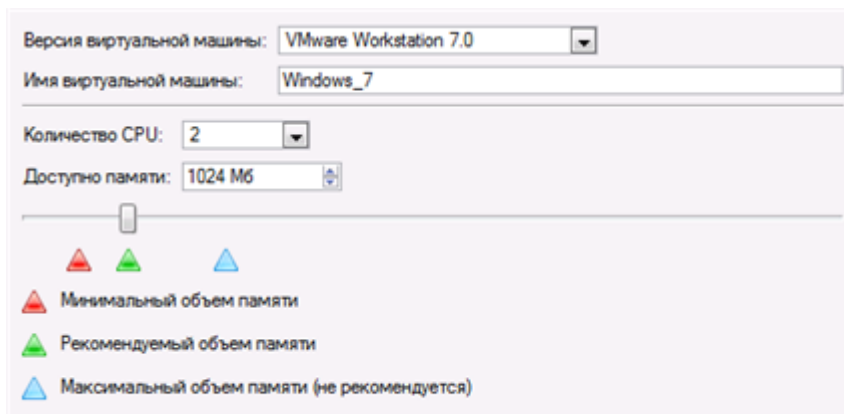 Версия виртуальной машины: VMware Workstation 7.0
Имя виртуальной машины: Windows_7
Количество CPU: 2
Доступно памяти: 1024 Мб
Минимальный объем памяти
Рекомендуемый объем памяти
Максимальный объем памяти (не рекомендуется)